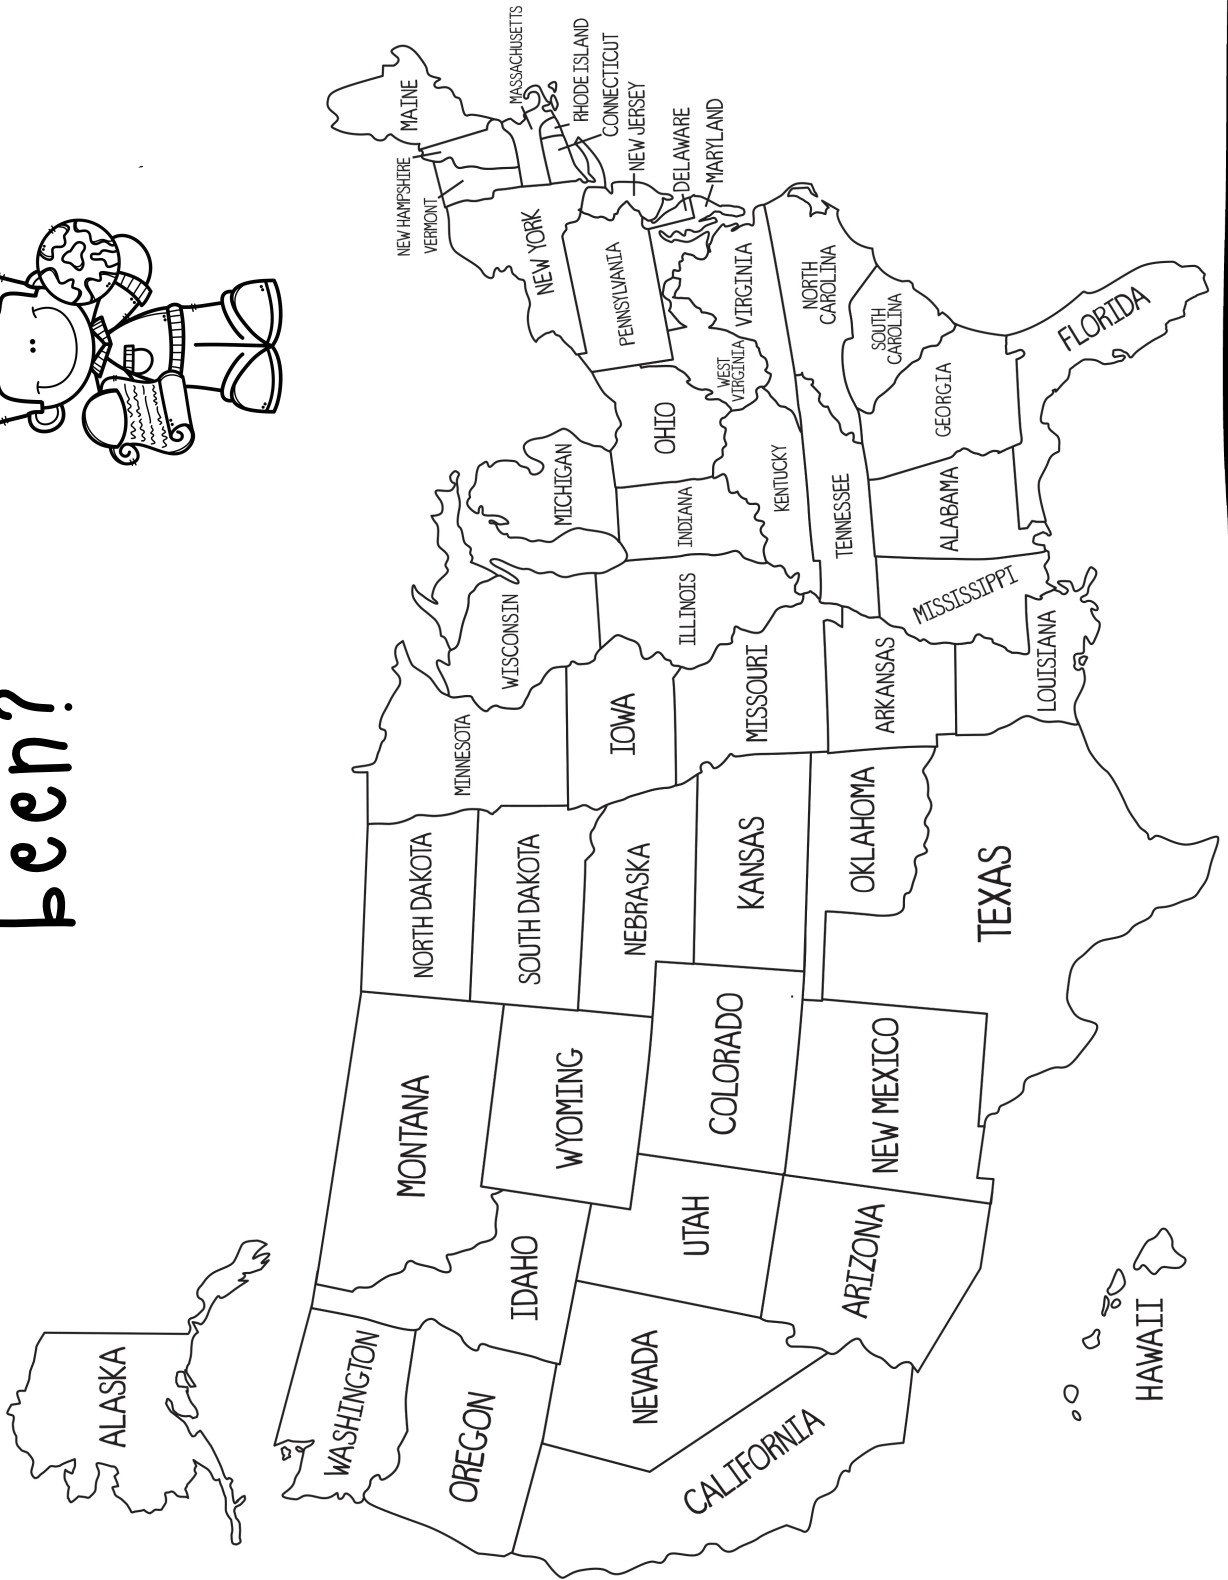 been?
ALASKA
HAWAII
WASHINGTON
OREGON
CALIFORNIA
NEVADA
IDAHO
MONTANA
WYOMING
UTAH
ARIZONA
COLORADO
NEW MEXICO
NORTH DAKOTA
SOUTH DAKOTA
NEBRASKA
KANSAS
OKLAHOMA
TEXAS
MINNESOTA
IOWA
MISSOURI
ARKANSAS
LOUISIANA
WISCONSIN
ILLINOIS
MICHIGAN
INDIANA
OHIO
KENTUCKY
TENNESSEE
MISSISSIPPI
ALABAMA
GEORGIA
FLORIDA
SOUTH
CAROLINA
NORTH
CAROLINA
VIRGINIA
WEST
VIRGINIA
PENNSYLVANIA
NEW YORK
VERMONT
NEW HAMPSHIRE
MAINE
MASSACHUSETTS
RHODE ISLAND
CONNECTICUT
NEW JERSEY
DELAWARE
MARYLAND